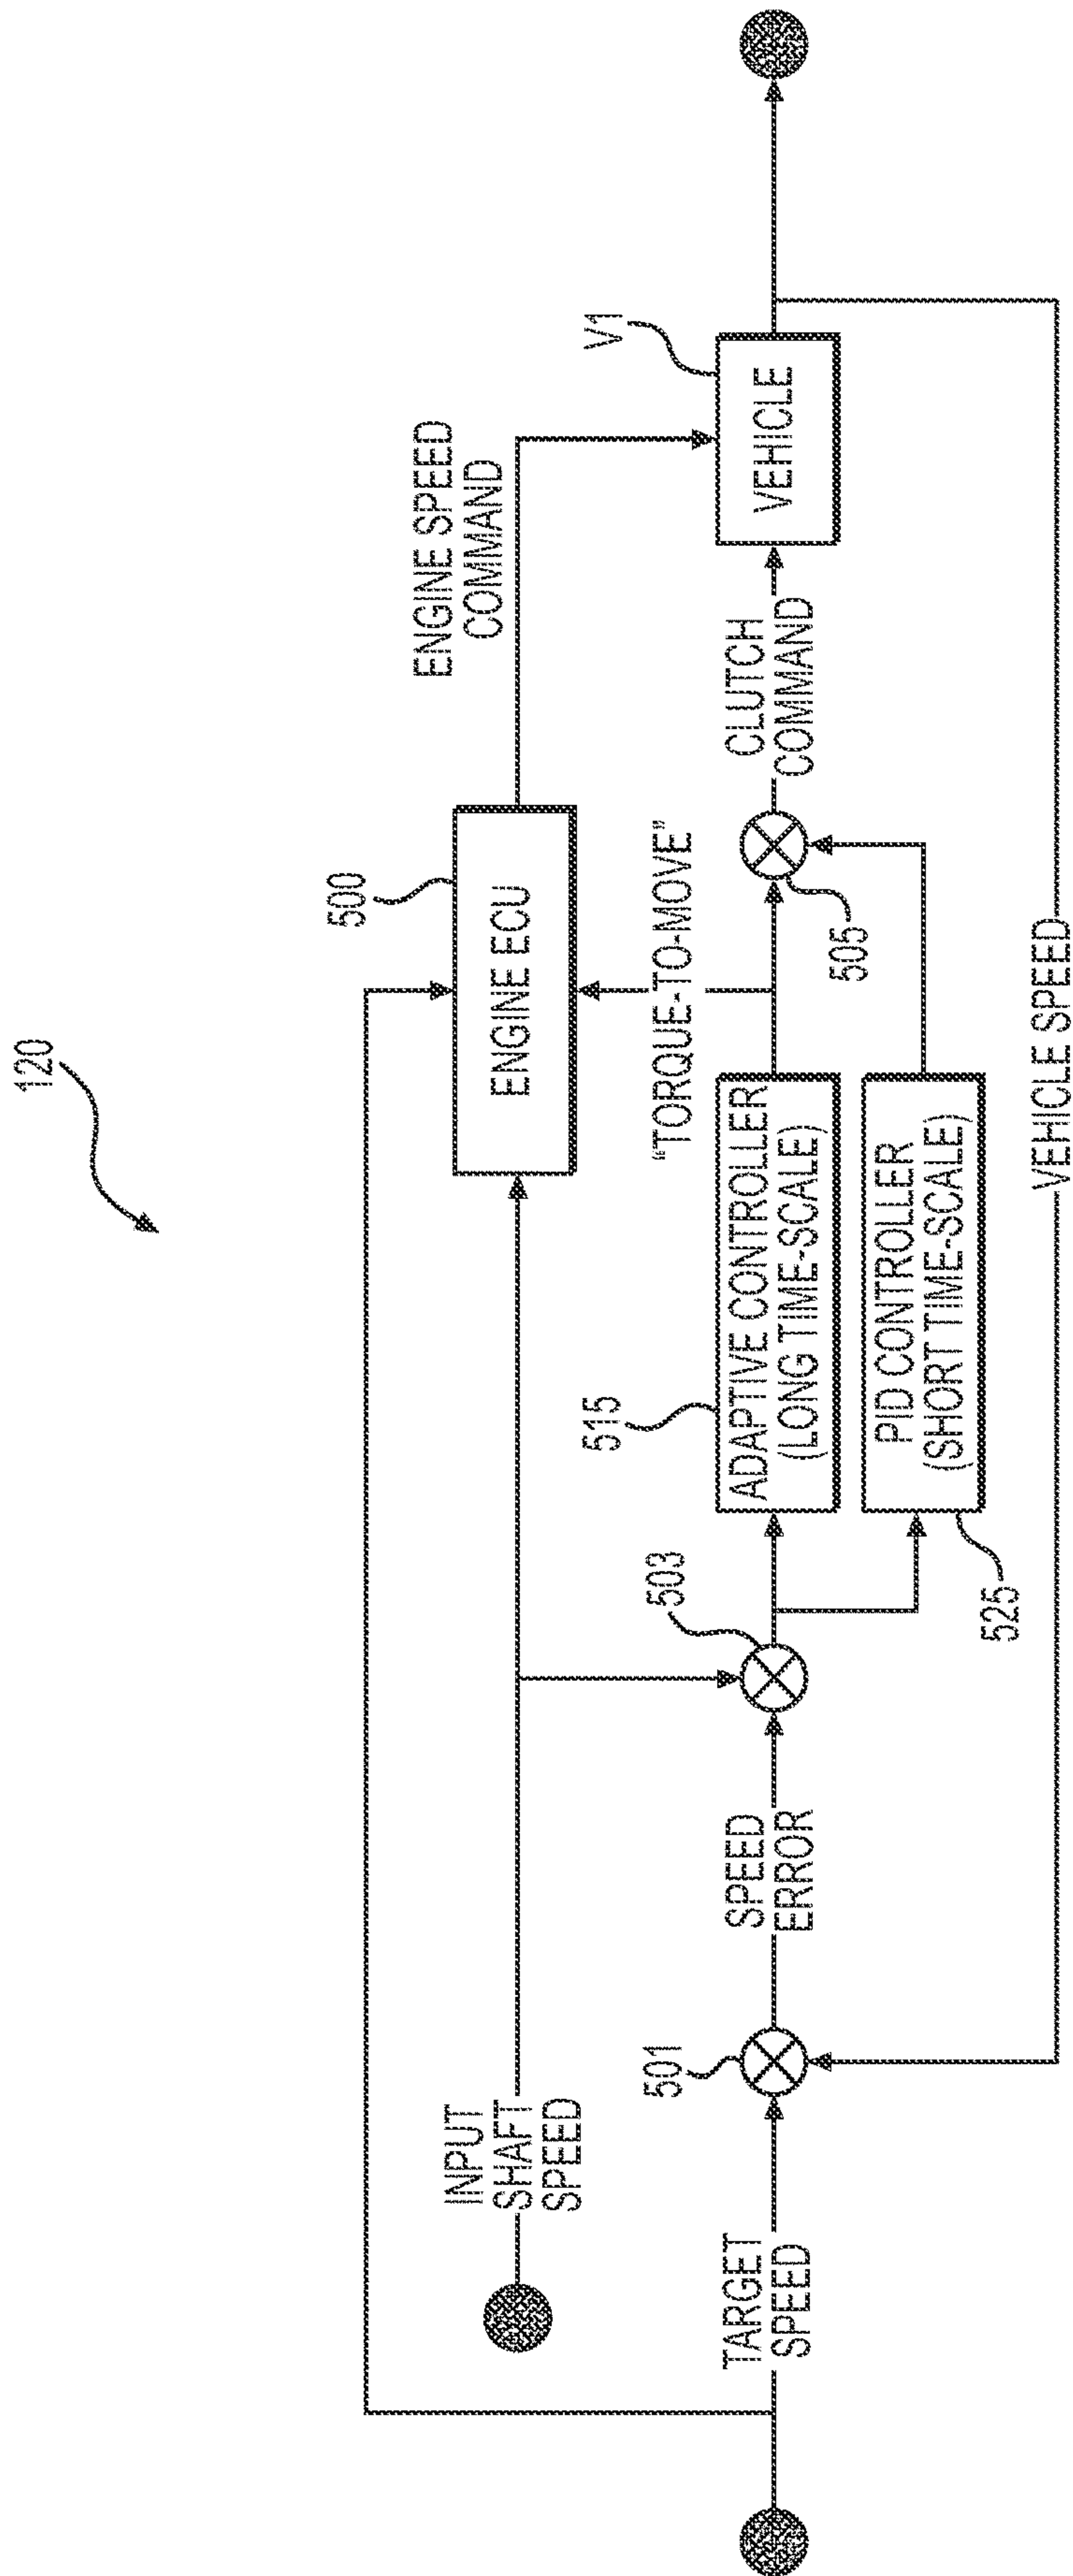 120
ENGINE SPEED
COMMAND
500
ENGINE ECU
V1
VEHICLE
INPUT
SHAFT
SPEED
"TORQUE-TO-MOVE"
CLUTCH
COMMAND
505
515
ADAPTIVE CONTROLLER
(LONG TIME-SCALE)
503
501
SPEED
ERROR
TARGET
SPEED
PID CONTROLLER
(SHORT TIME-SCALE)
525
VEHICLE SPEED